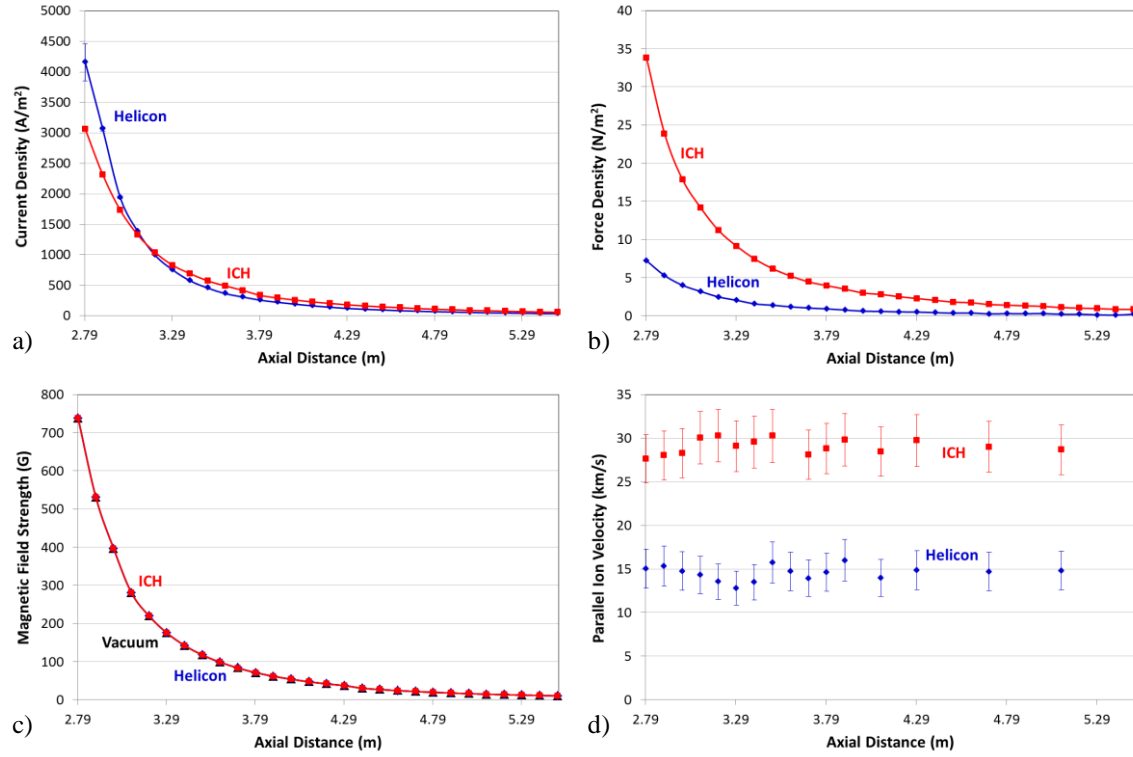 Current Density (A/m²)
5000
4500
4000
3500
3000
2500
2000
1500
1000
500
0
Helicon
ICH
2.79 3.29 3.79 4.29 4.79 5.29
Axial Distance (m)
a)
Force Density (N/m²)
40
35
30
25
20
15
10
5
0
ICH
Helicon
2.79 3.29 3.79 4.29 4.79 5.29
Axial Distance (m)
b)
Magnetic Field Strength (G)
800
700
600
500
400
300
200
100
0
ICH
Vacuum
Helicon
2.79 3.29 3.79 4.29 4.79 5.29
Axial Distance (m)
c)
Parallel Ion Velocity (km/s)
35
30
25
20
15
10
5
0
ICH
Helicon
2.79 3.29 3.79 4.29 4.79 5.29
Axial Distance (m)
d)